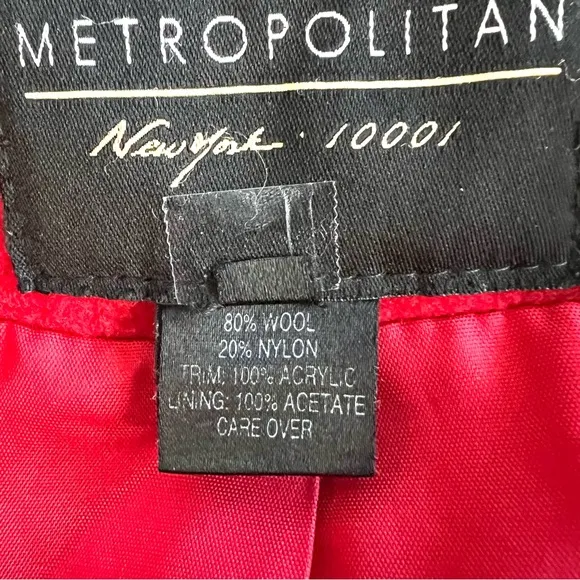 METROPOLITAN
New York · 10001
80% WOOL
20% NYLON
TRIM: 100% ACRYLIC
LINING: 100% ACETATE
CARE OVER